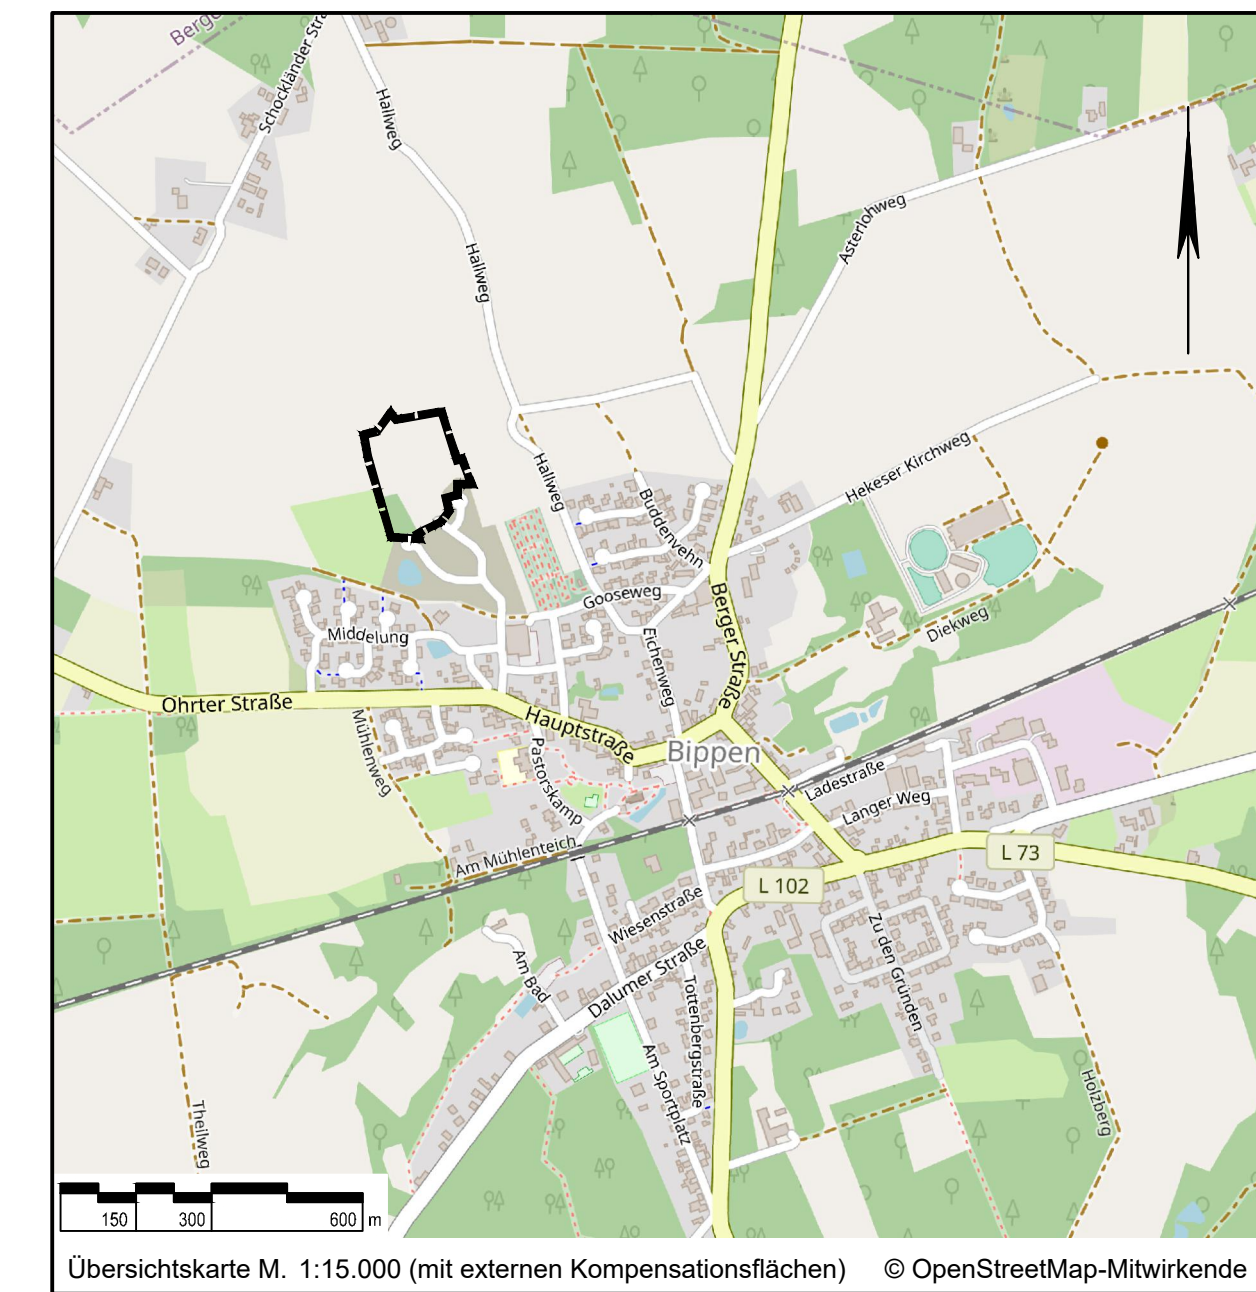 Berge
Schockländer Stra
Hallweg
Hallweg
Asterlohweg
Hallweg
Hekeser Kirchweg
Buddenvehn
Gooseweg
Berger Straße
Diekweg
Middelung
Eichenweg
Ohrter Straße
Hauptstraße
Mühlenweg
Pastorskamp
Bippen
Ladestraße
Langer Weg
Am Mühlenteich
L 73
L 102
Wiesenstraße
Zu den Gründen
Am Bad
Dalumer Straße
Tottenbergstraße
Am Sportplatz
Holzberg
Theilweg
150 300 600 m
Übersichtskarte M. 1:15.000 (mit externen Kompensationsflächen) © OpenStreetMap-Mitwirkende